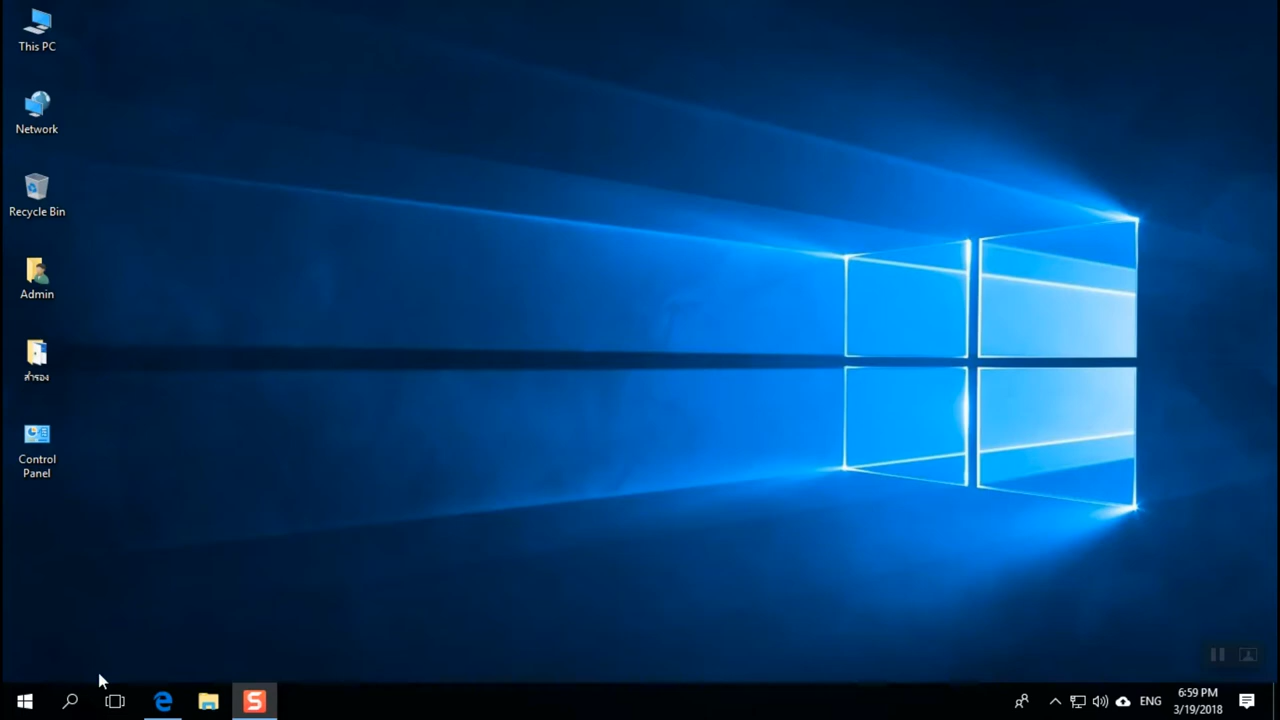 This PC
Network
Recycle Bin
Admin
สำรอง
Control
Panel
ENG
6:59 PM
3/19/2018